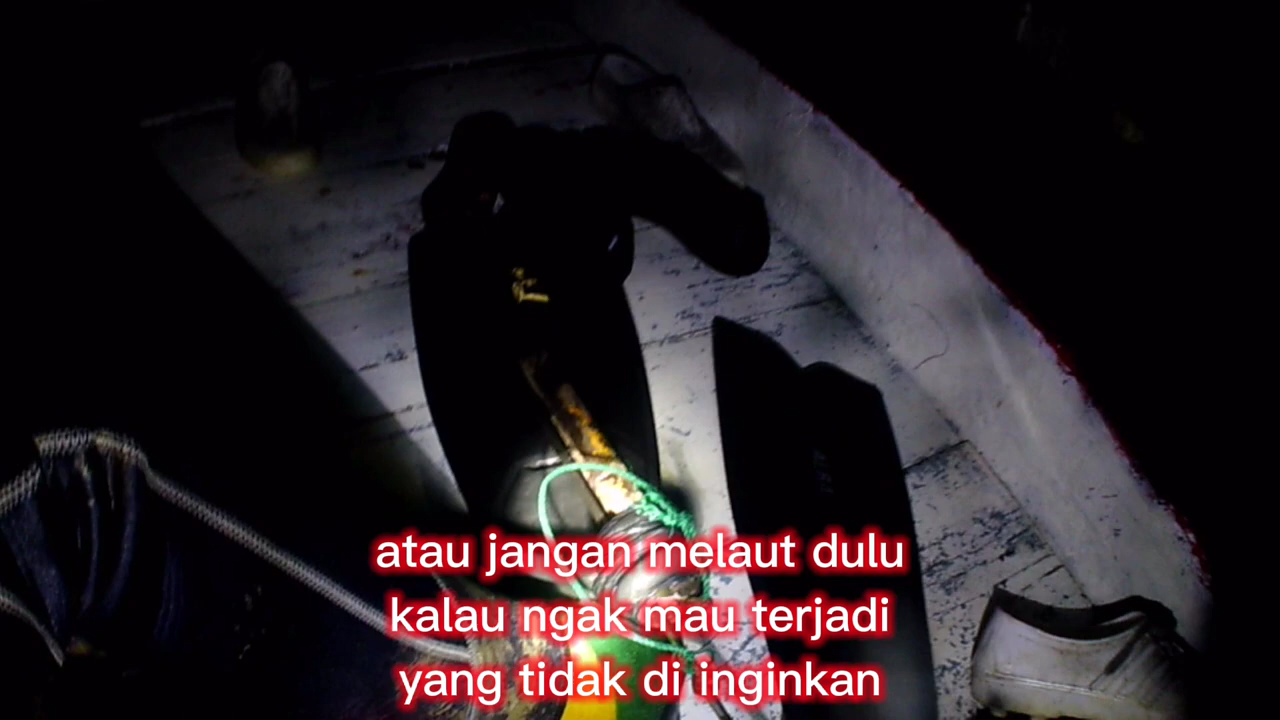 atau jangan melaut dulu
kalau ngak mau terjadi
yang tidak di inginkan